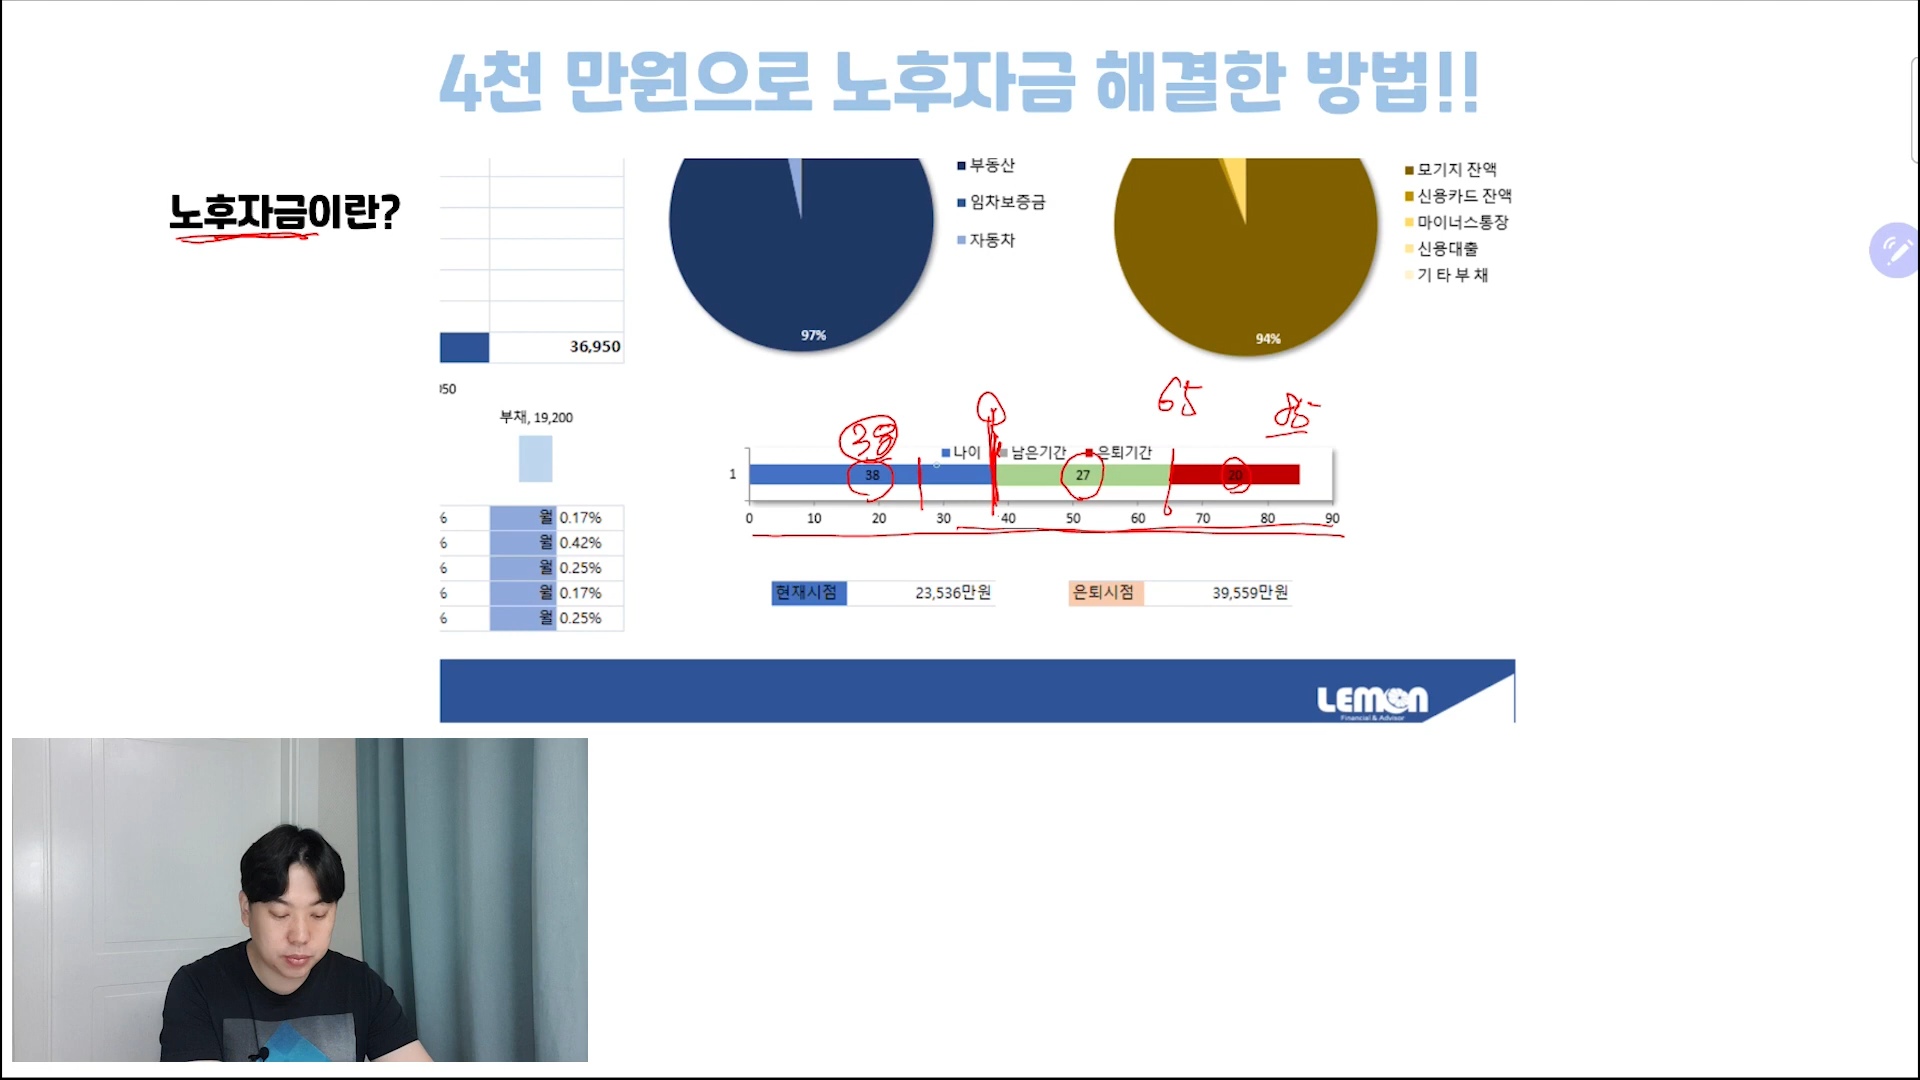 4천 만원으로 노후자금 해결한 방법!!
노후자금이란?
부동산
임차보증금
자동차
97%
모기지 잔액
신용카드 잔액
마이너스통장
신용대출
기 타 부 채
94%
36,950
부채, 19,200
월 0.17%
월 0.42%
월 0.25%
월 0.17%
월 0.25%
38
65
85
나이 남은기간 은퇴기간
1 38 27 20
0 10 20 30 40 50 60 70 80 90
현재시점 23,536만원 은퇴시점 39,559만원
LEMON
Financial & Advisor